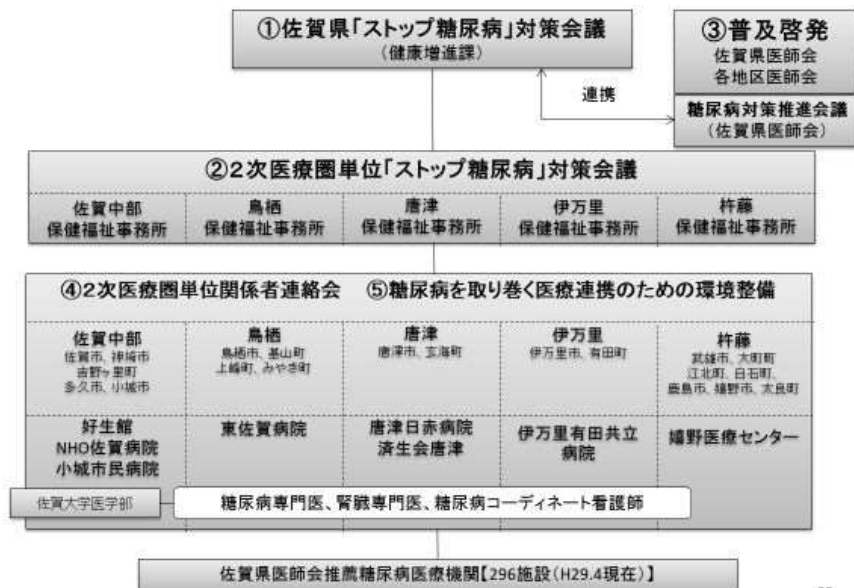 ①佐賀県「ストップ糖尿病」対策会議
(健康増進課)
③普及啓発
佐賀県医師会
各地区医師会
連携
糖尿病対策推進会議
(佐賀県医師会)
②2次医療圏単位「ストップ糖尿病」対策会議
佐賀中部
保健福祉事務所
鳥栖
保健福祉事務所
唐津
保健福祉事務所
伊万里
保健福祉事務所
杵藤
保健福祉事務所
④2次医療圏単位関係者連絡会 ⑤糖尿病を取り巻く医療連携のための環境整備
佐賀中部
佐賀市、神埼市
吉野ヶ里町
多久市、小城市
鳥栖
鳥栖市、基山町
上峰町、みやき町
唐津
唐津市、玄海町
伊万里
伊万里市、有田町
杵藤
武雄市、大町町
江北町、白石町、
鹿島市、嬉野市、太良町
好生館
NHO佐賀病院
小城市民病院
東佐賀病院
唐津日赤病院
済生会唐津
伊万里有田共立
病院
嬉野医療センター
佐賀大学医学部
糖尿病専門医、腎臓専門医、糖尿病コーディネート看護師
佐賀県医師会推薦糖尿病医療機関【296施設(H29.4現在)】